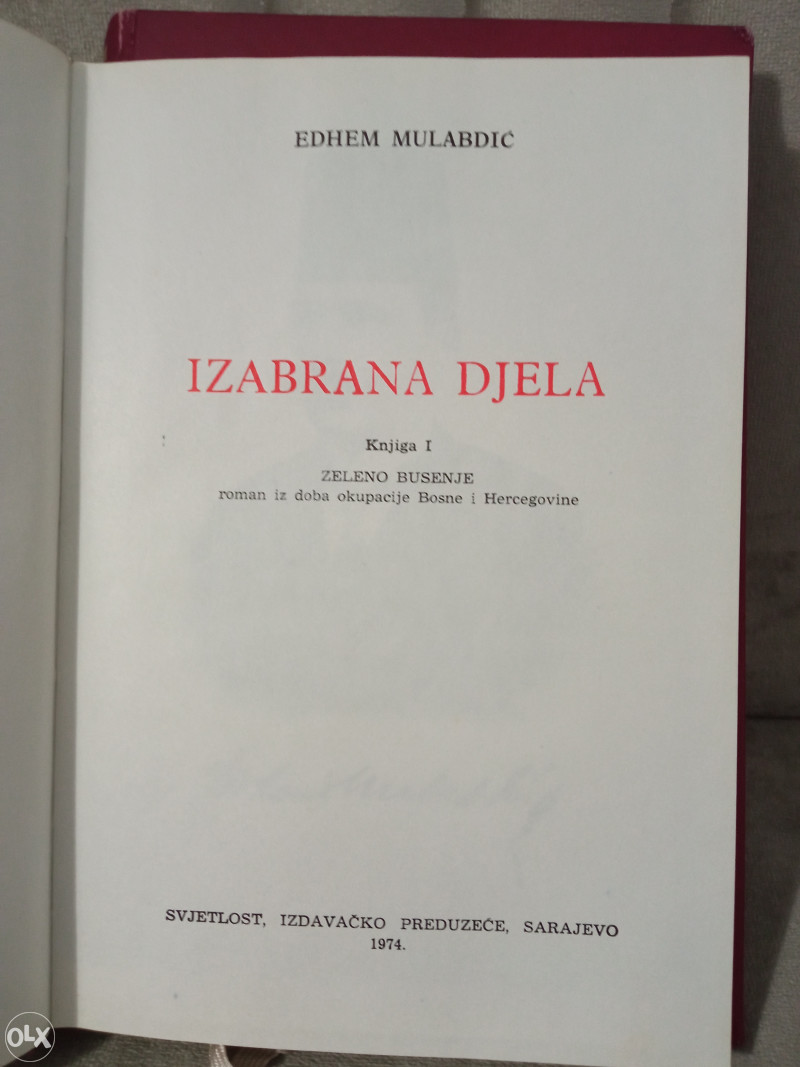 EDHEM MULABDIĆ
IZABRANA DJELA
Knjiga I
ZELENO BUSENJE
roman iz doba okupacije Bosne i Hercegovine
SVJETLOST, IZDAVAČKO PREDUZEĆE, SARAJEVO
1974.
OLX